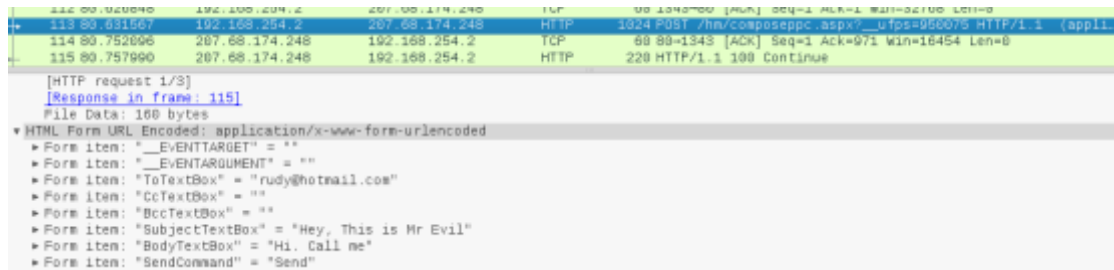 112 80.626848 192.168.254.2 207.68.174.248 TCP 60 1343→80 [ACK] Seq=1 Ack=1 Win=32768 Len=0
113 80.631567 192.168.254.2 207.68.174.248 HTTP 1024 POST /hm/composeppc.aspx?__ufps=950075 HTTP/1.1 (appli
114 80.752096 207.68.174.248 192.168.254.2 TCP 60 80→1343 [ACK] Seq=1 Ack=971 Win=16454 Len=0
115 80.757990 207.68.174.248 192.168.254.2 HTTP 220 HTTP/1.1 100 Continue
[HTTP request 1/3]
[Response in frame: 115]
File Data: 160 bytes
HTML Form URL Encoded: application/x-www-form-urlencoded
Form item: "__EVENTTARGET" = ""
Form item: "__EVENTARGUMENT" = ""
Form item: "ToTextBox" = "rudy@hotmail.com"
Form item: "CcTextBox" = ""
Form item: "BccTextBox" = ""
Form item: "SubjectTextBox" = "Hey, This is Mr Evil"
Form item: "BodyTextBox" = "Hi. Call me"
Form item: "SendCommand" = "Send"